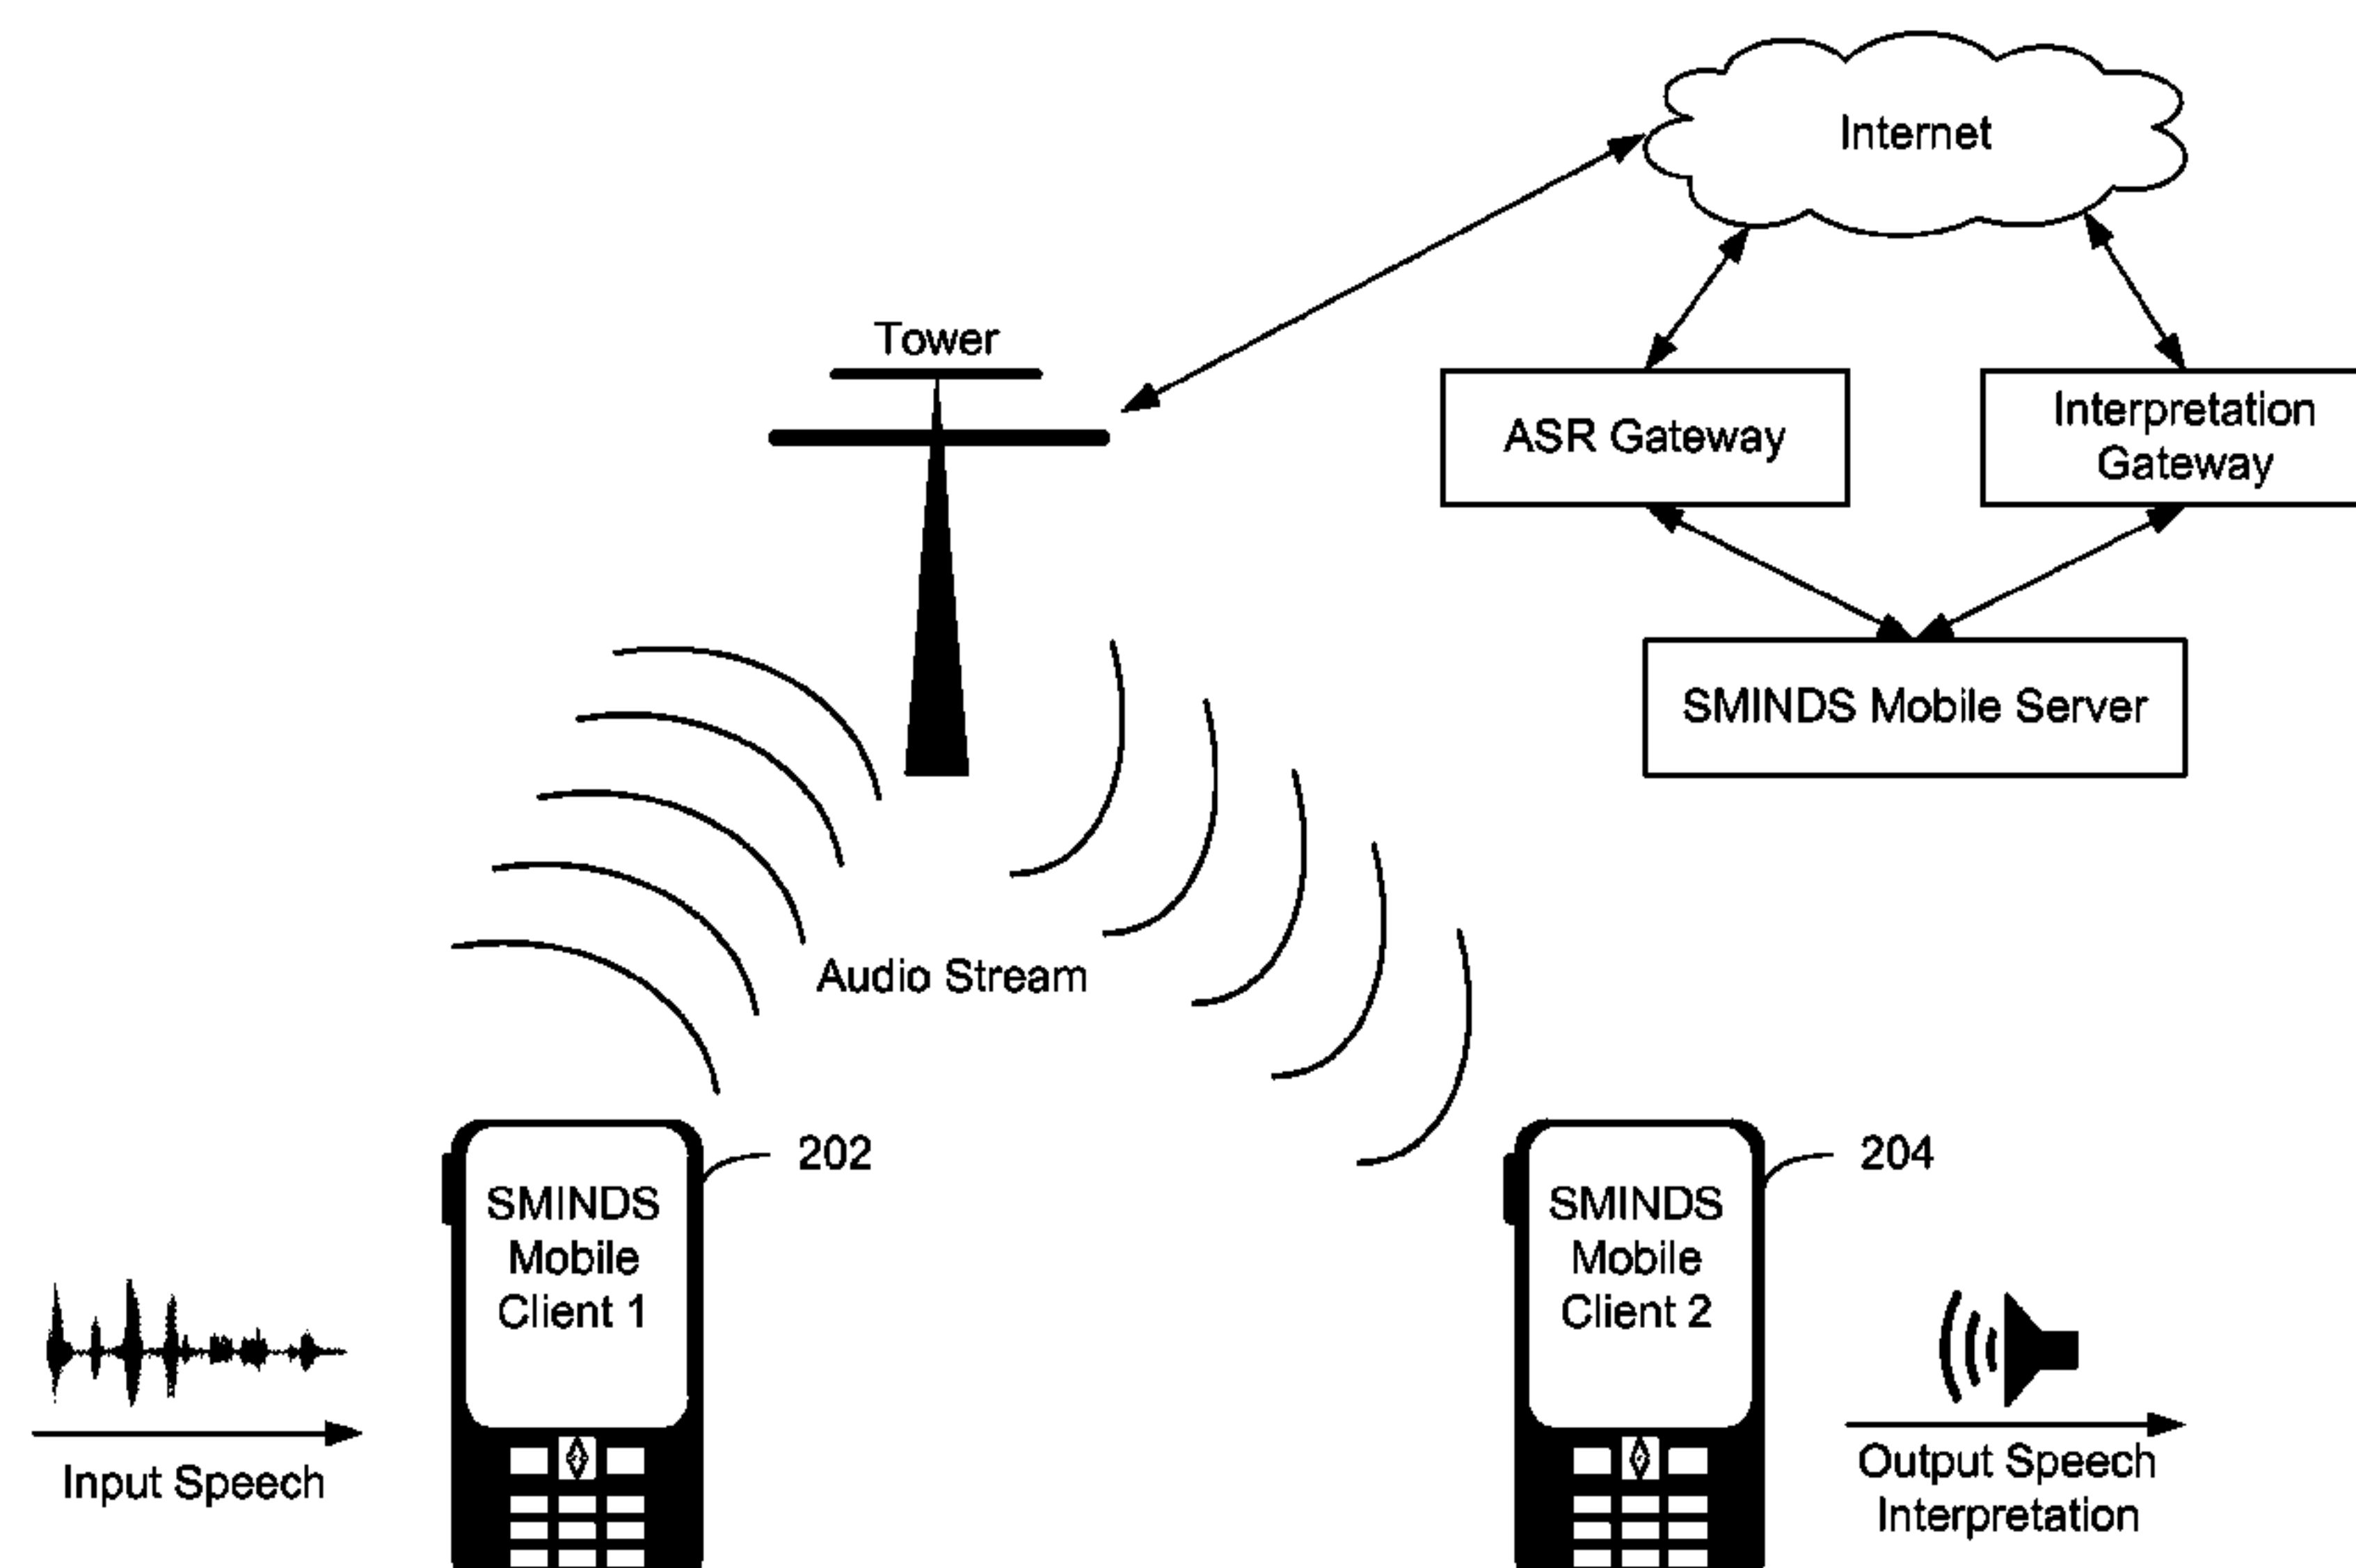 Internet
Tower
ASR Gateway
Interpretation
Gateway
SMINDS Mobile Server
Audio Stream
202
204
SMINDS
Mobile
Client 1
SMINDS
Mobile
Client 2
Input Speech
Output Speech
Interpretation